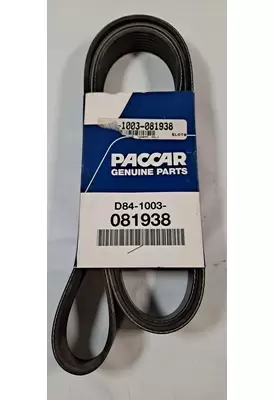 -1003-081938
PACCAR
GENUINE PARTS
D84-1003-
081938